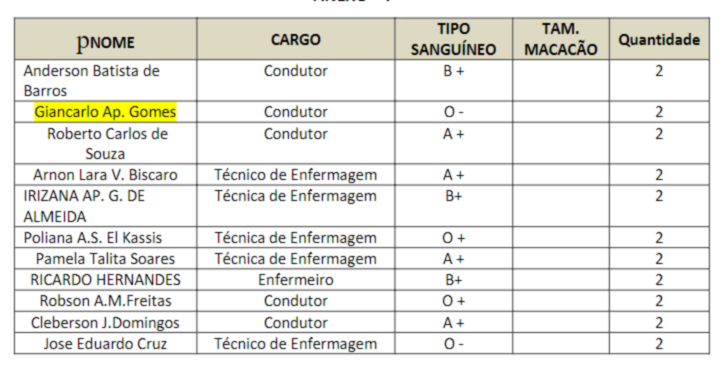 pNOME CARGO TIPO SANGUÍNEO TAM. MACACÃO Quantidade
Anderson Batista de Barros Condutor B + 2
Giancarlo Ap. Gomes Condutor O - 2
Roberto Carlos de Souza Condutor A + 2
Arnon Lara V. Biscaro Técnico de Enfermagem A + 2
IRIZANA AP. G. DE ALMEIDA Técnica de Enfermagem B+ 2
Poliana A.S. El Kassis Técnica de Enfermagem O + 2
Pamela Talita Soares Técnica de Enfermagem A + 2
RICARDO HERNANDES Enfermeiro B+ 2
Robson A.M.Freitas Condutor O + 2
Cleberson J.Domingos Condutor A + 2
Jose Eduardo Cruz Técnico de Enfermagem O - 2